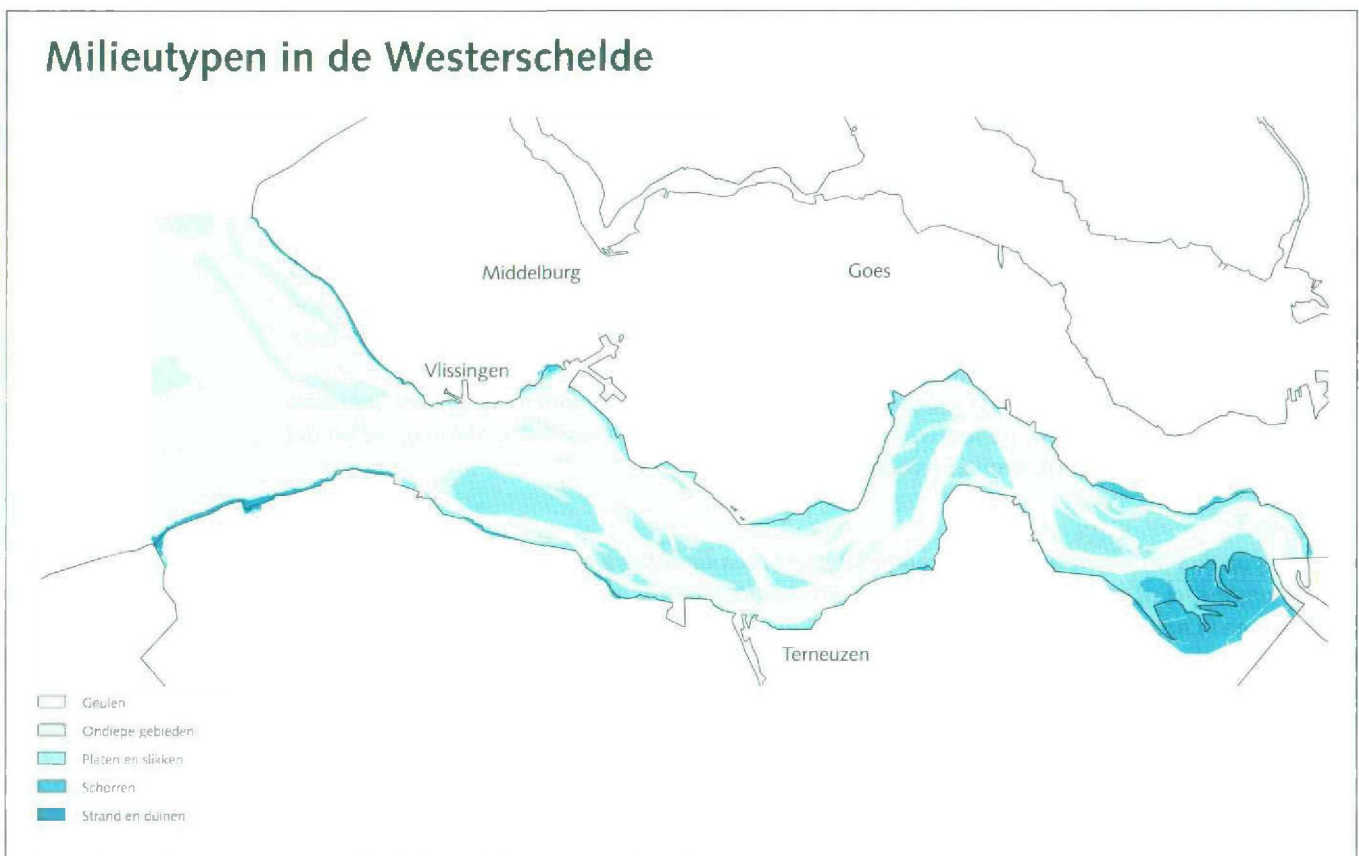 Milieutypen in de Westerschelde
Middelburg
Goes
Vlissingen
Terneuzen
Geulen
Ondiepe gebieden
Platen en slikken
Schorren
Strand en duinen